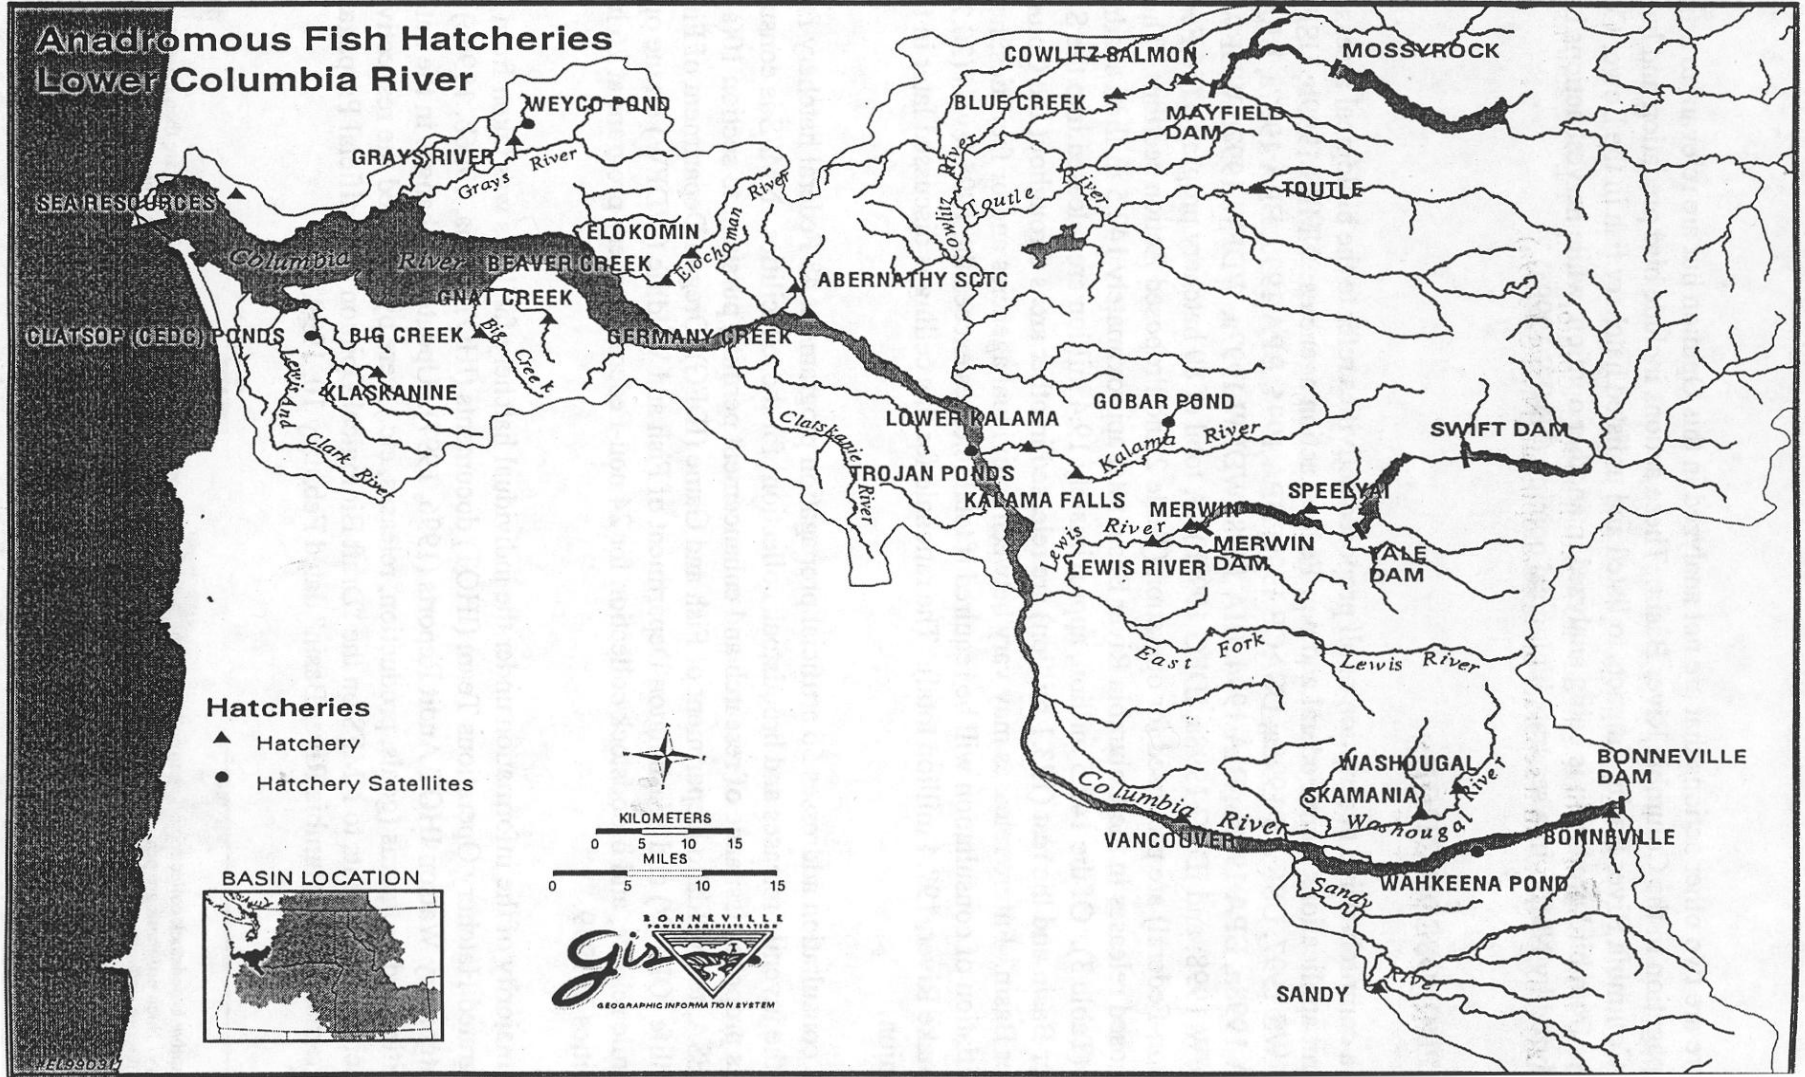 Anadromous Fish Hatcheries
Lower Columbia River
WEYCO POND
GRAYS RIVER
Grays River
SEA RESOURCES
COWLITZ SALMON
MOSSYROCK
BLUE CREEK
MAYFIELD
DAM
Cowlitz River
Toutle River
TOUTLE
ELOKOMIN
Elochoman River
Columbia River
BEAVER CREEK
ABERNATHY SCTC
GNAT CREEK
CLATSOP (CEDC) PONDS
BIG CREEK
Big Creek
GERMANY CREEK
KLASKANINE
Lewis And
Clark River
Clatskanie River
LOWER KALAMA
GOBAR POND
Kalama River
SWIFT DAM
TROJAN PONDS
KALAMA FALLS
SPEELYAI
MERWIN
Lewis River
MERWIN
DAM
LEWIS RIVER
YALE
DAM
East Fork Lewis River
Hatcheries
Hatchery
Hatchery Satellites
KILOMETERS
0 5 10 15
MILES
0 5 10 15
WASHOUGAL
SKAMANIA
Washougal River
BONNEVILLE
DAM
Columbia River
VANCOUVER
BONNEVILLE
WAHKEENA POND
Sandy River
SANDY
BASIN LOCATION
BONNEVILLE
POWER ADMINISTRATION
gis
GEOGRAPHIC INFORMATION SYSTEM